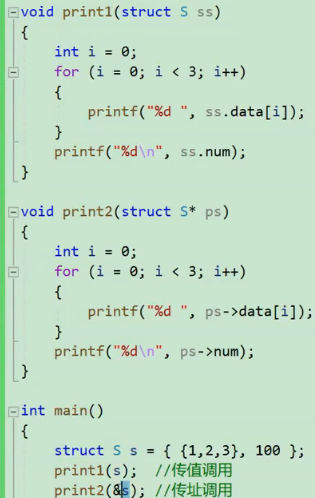 void print1(struct S ss)
{
    int i = 0;
    for (i = 0; i < 3; i++)
    {
        printf("%d ", ss.data[i]);
    }
    printf("%d\n", ss.num);
}
void print2(struct S* ps)
{
    int i = 0;
    for (i = 0; i < 3; i++)
    {
        printf("%d ", ps->data[i]);
    }
    printf("%d\n", ps->num);
}
int main()
{
    struct S s = { {1,2,3}, 100 };
    print1(s);  //传值调用
    print2(&s); //传址调用